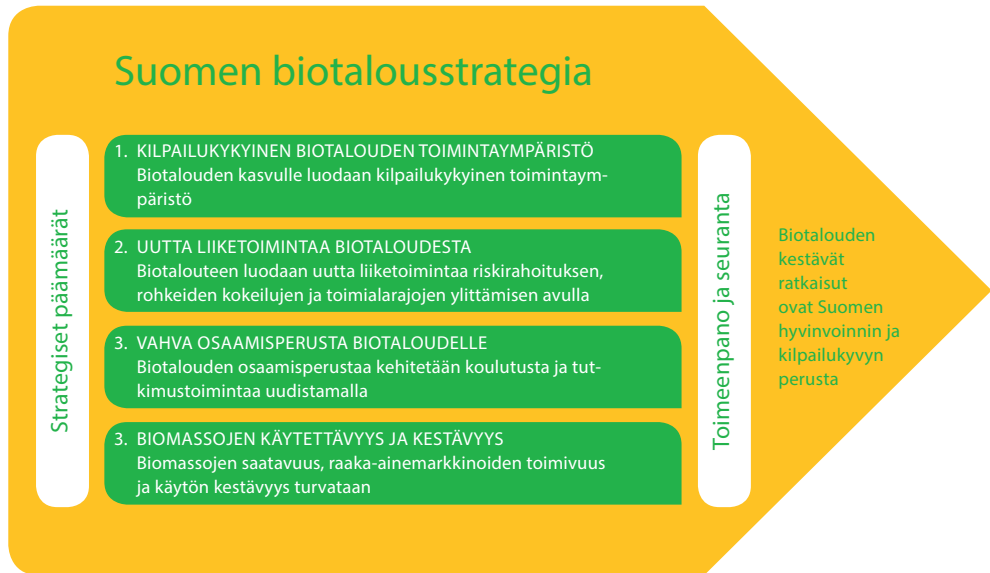 Suomen biotalousstrategia
Strategiset päämäärät
1. KILPAILUKYKYINEN BIOTALOUDEN TOIMINTAYMPÄRISTÖ
Biotalouden kasvulle luodaan kilpailukykyinen toimintaym-
päristö
2. UUTTA LIIKETOIMINTAA BIOTALOUDESTA
Biotalouteen luodaan uutta liiketoimintaa riskirahoituksen,
rohkeiden kokeilujen ja toimialarajojen ylittämisen avulla
3. VAHVA OSAAMISPERUSTA BIOTALOUDELLE
Biotalouden osaamisperustaa kehitetään koulutusta ja tut-
kimustoimintaa uudistamalla
3. BIOMASSOJEN KÄYTETTÄVYYS JA KESTÄVYYS
Biomassojen saatavuus, raaka-ainemarkkinoiden toimivuus
ja käytön kestävyys turvataan
Toimeenpano ja seuranta
Biotalouden
kestävät
ratkaisut
ovat Suomen
hyvinvoinnin ja
kilpailukyvyn
perusta